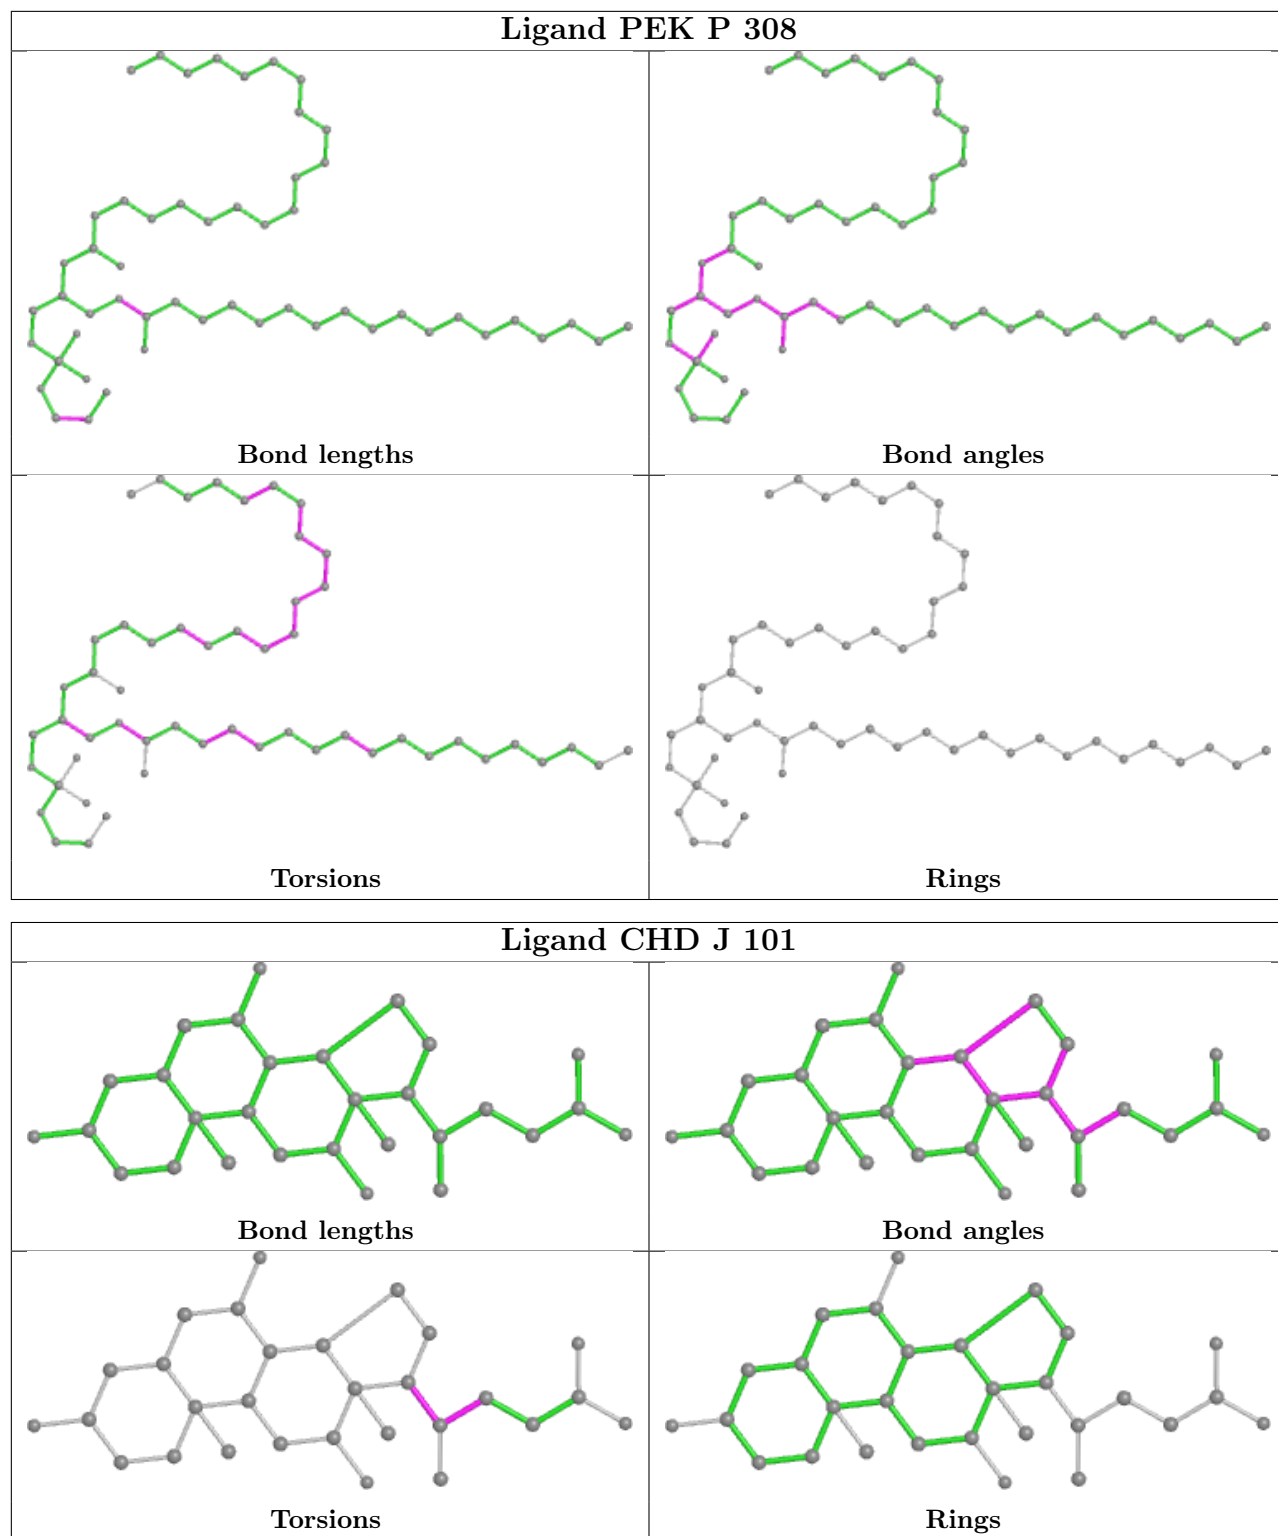 Ligand PEK P 308
Bond lengths
Bond angles
Torsions
Rings
Ligand CHD J 101
Bond lengths
Bond angles
Torsions
Rings